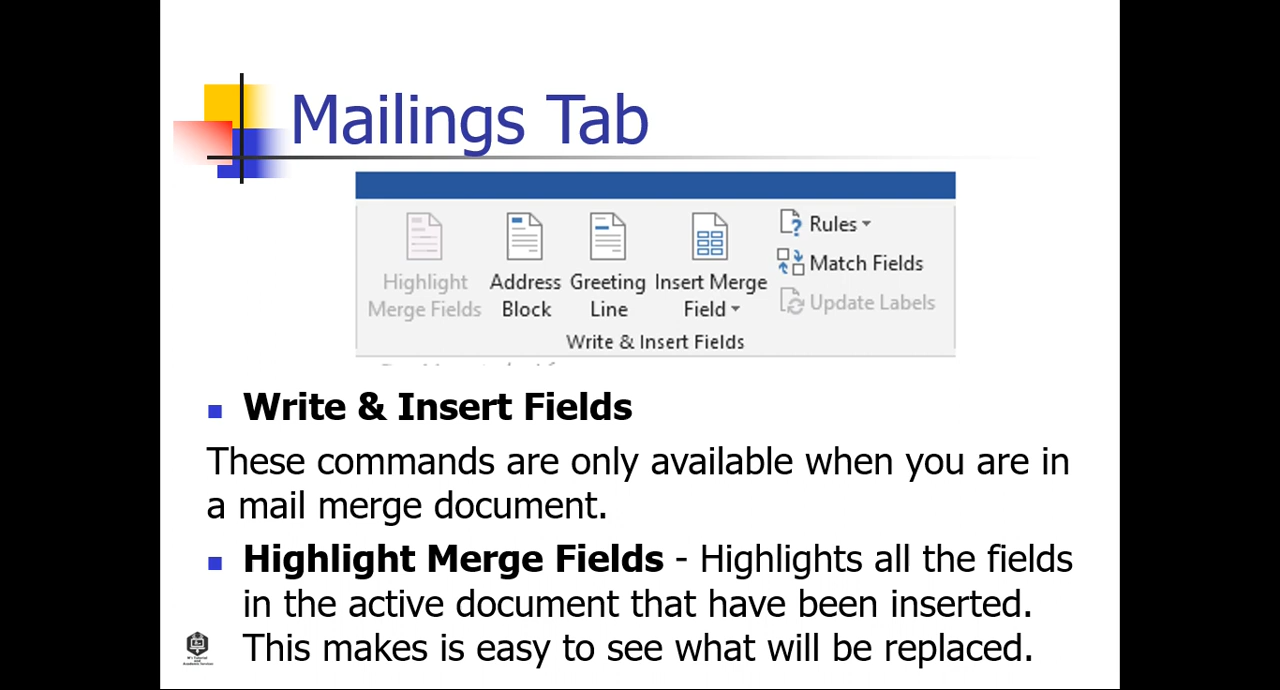 Mailings Tab
Highlight Merge Fields
Address Block
Greeting Line
Insert Merge Field
Rules
Match Fields
Update Labels
Write & Insert Fields
Write & Insert Fields
These commands are only available when you are in
a mail merge document.
Highlight Merge Fields - Highlights all the fields
in the active document that have been inserted.
This makes is easy to see what will be replaced.